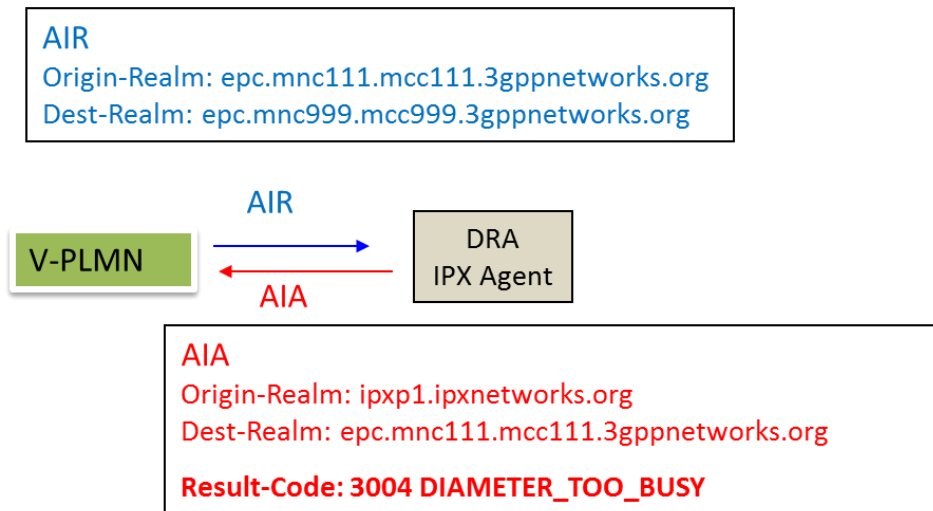 AIR
Origin-Realm: epc.mnc111.mcc111.3gppnetworks.org
Dest-Realm: epc.mnc999.mcc999.3gppnetworks.org
AIR
V-PLMN
DRA
IPX Agent
AIA
AIA
Origin-Realm: ipxp1.ipxnetworks.org
Dest-Realm: epc.mnc111.mcc111.3gppnetworks.org
Result-Code: 3004 DIAMETER_TOO_BUSY